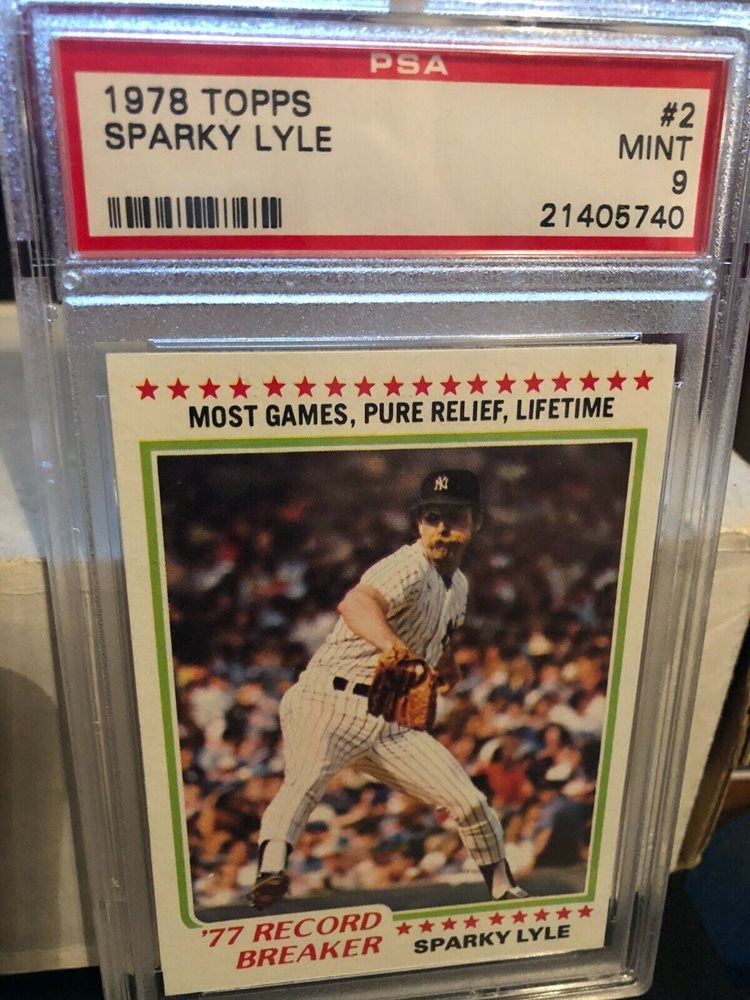 PSA
1978 TOPPS #2
SPARKY LYLE MINT
9
21405740
MOST GAMES, PURE RELIEF, LIFETIME
NY
'77 RECORD
BREAKER
SPARKY LYLE